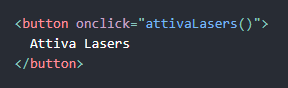 <button onclick="attivaLasers()">
Attiva Lasers
</button>